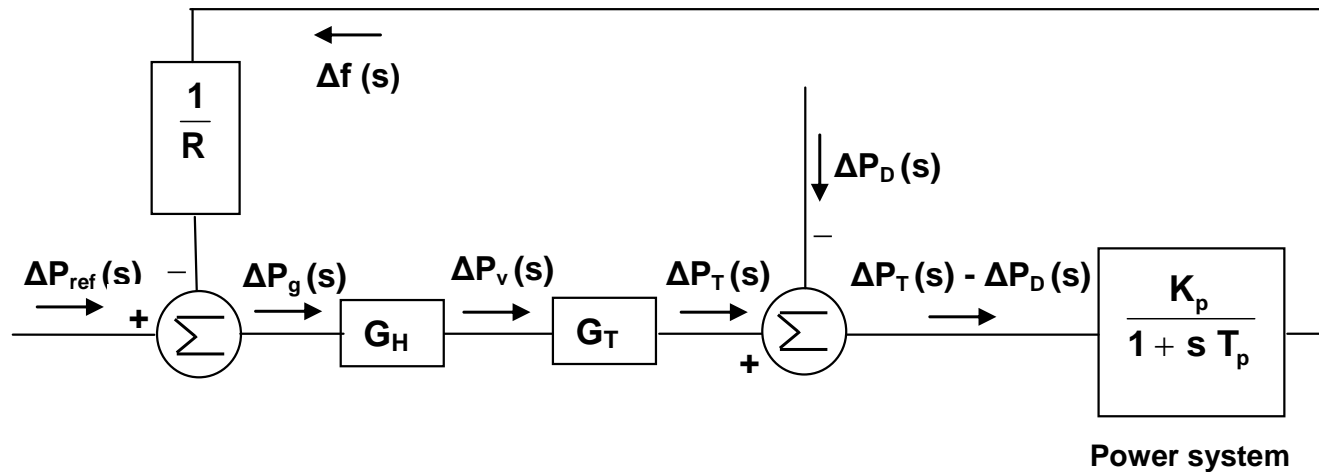 Δf (s)
1
R
ΔP_D (s)
−
ΔP_ref (s)
−
ΔP_g (s)
ΔP_v (s)
ΔP_T (s)
ΔP_T (s) - ΔP_D (s)
+
∑
G_H
G_T
+
∑
K_p
1 + s T_p
Power system